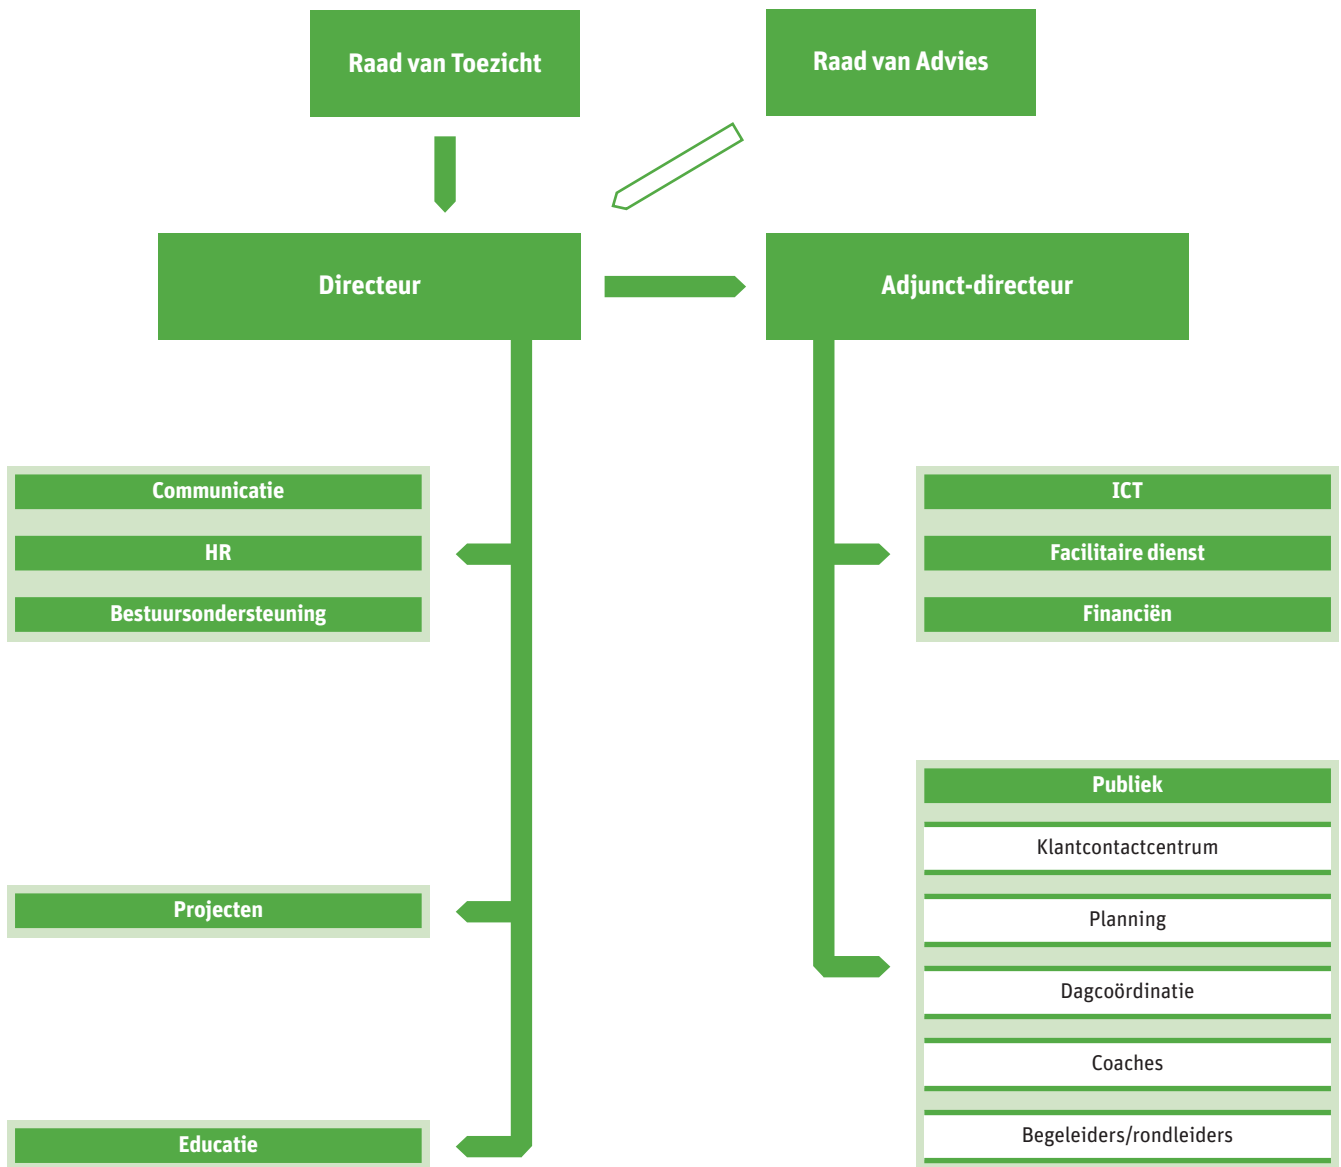 Raad van Toezicht
Raad van Advies
Directeur
Adjunct-directeur
Communicatie
HR
Bestuursondersteuning
ICT
Facilitaire dienst
Financiën
Projecten
Educatie
Publiek
Klantcontactcentrum
Planning
Dagcoördinatie
Coaches
Begeleiders/rondleiders